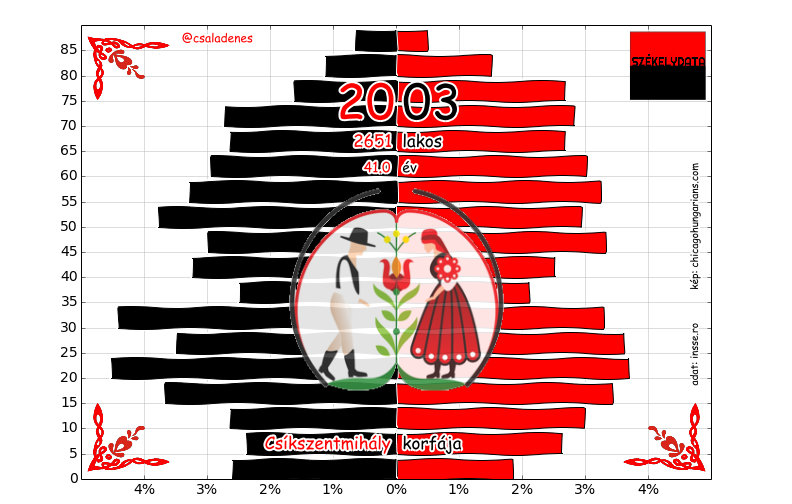 @csaladenes
SZÉKELYDATA
2003
2651 lakos
41.0 év
kép: chicagohungarians.com
adat: insse.ro
Csíkszentmihály korfája
85
80
75
70
65
60
55
50
45
40
35
30
25
20
15
10
5
0
4% 3% 2% 1% 0% 1% 2% 3% 4%